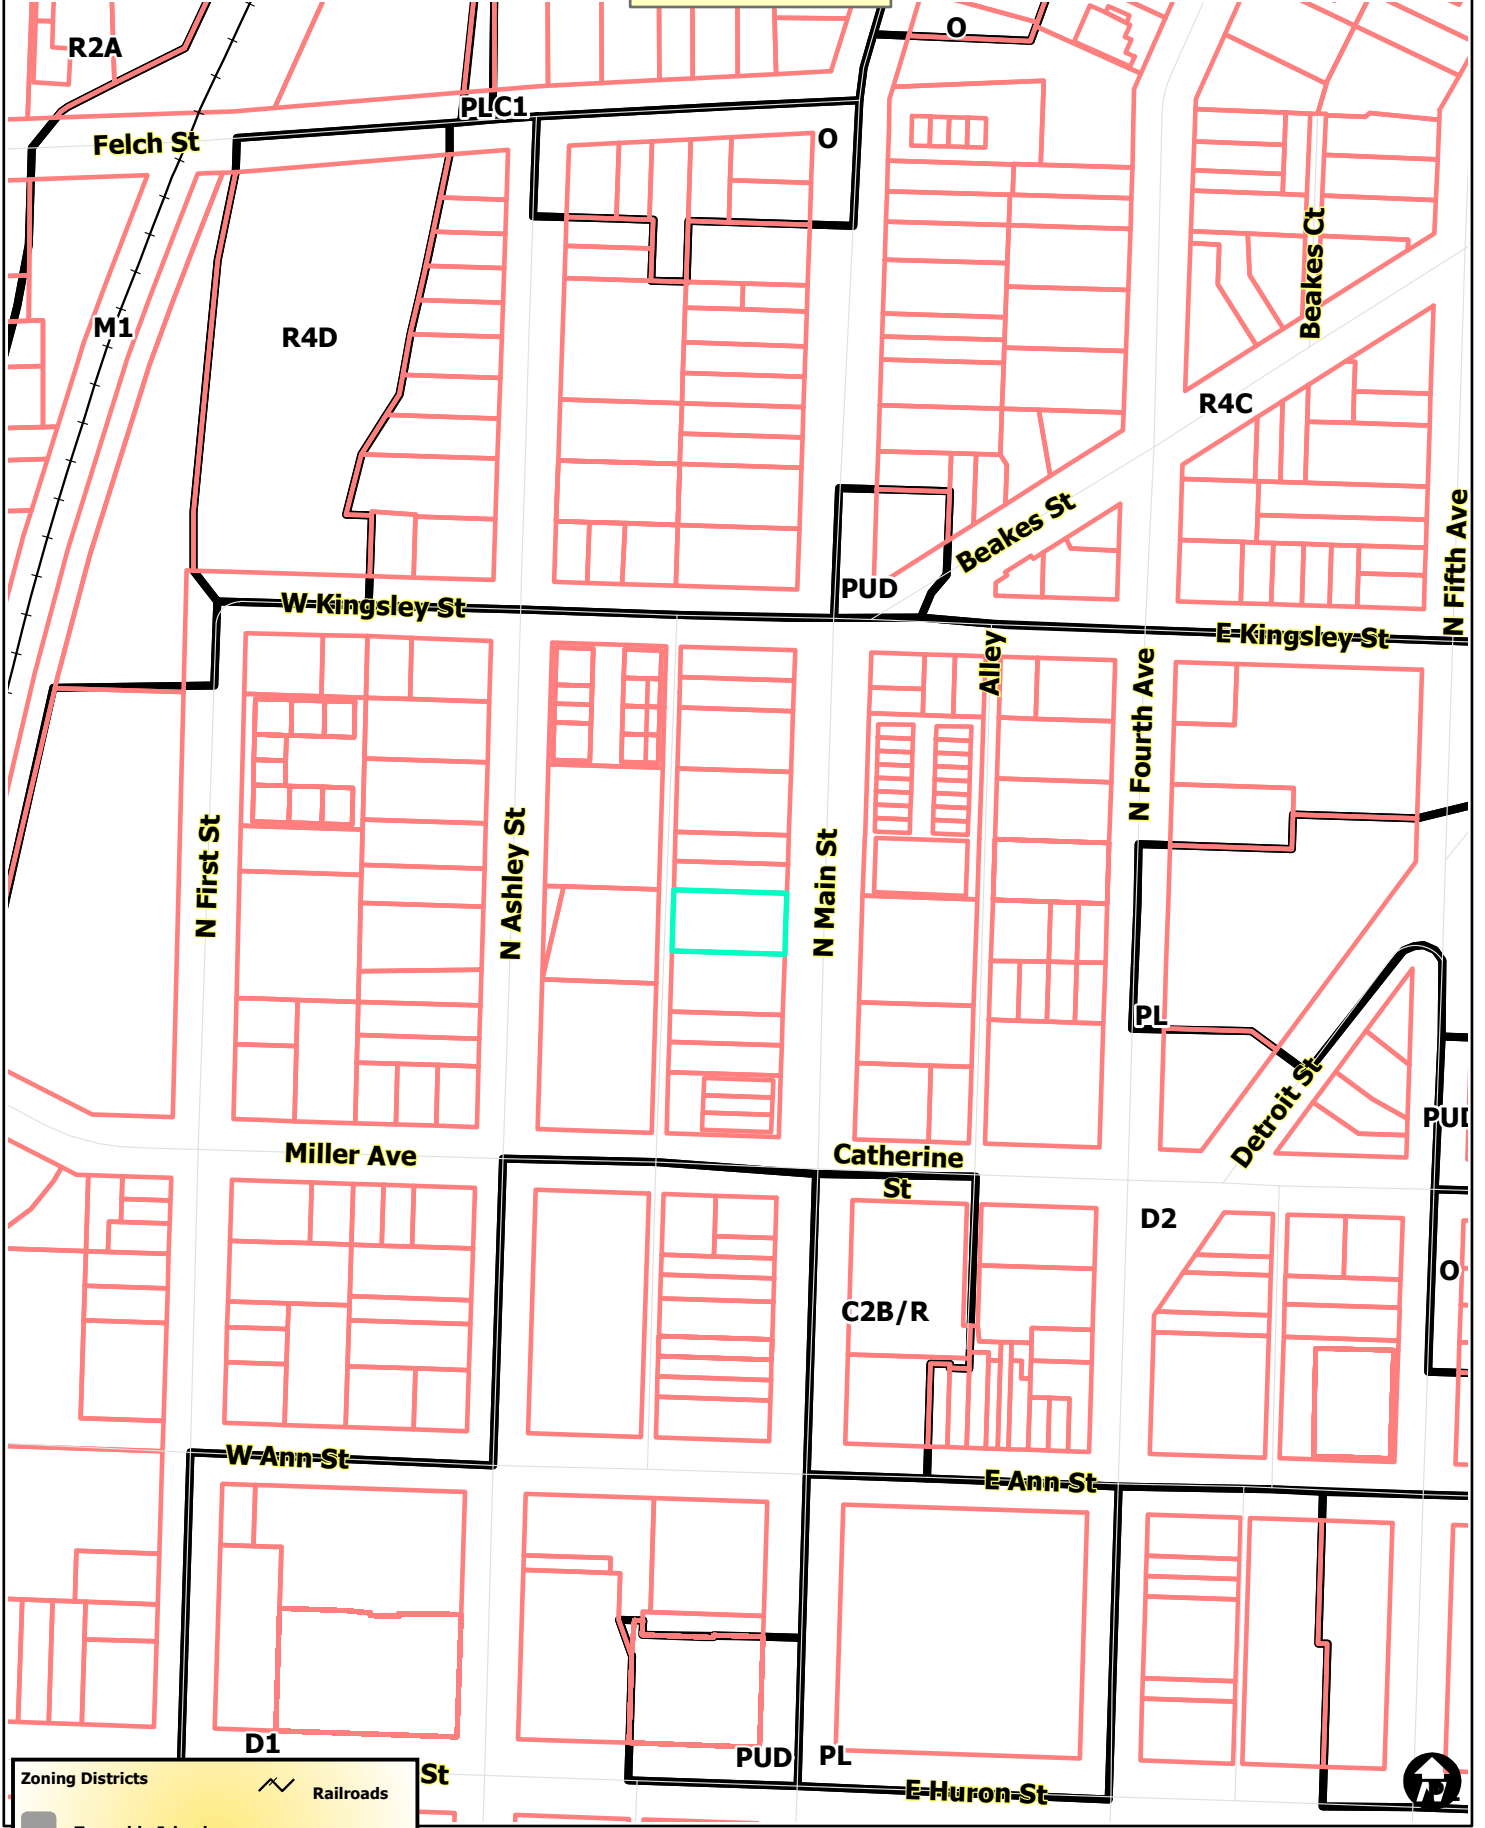 O
R2A
PLC1
Felch St
O
Beakes Ct
M1
R4D
R4C
Beakes St
N Fifth Ave
PUD
W Kingsley St
E Kingsley St
Alley
N Fourth Ave
N First St
N Ashley St
N Main St
PL
Detroit St
PUD
Miller Ave
Catherine
St
D2
O
C2B/R
W Ann St
E Ann St
D1
PUD
PL
St
E Huron St
Zoning Districts
Railroads